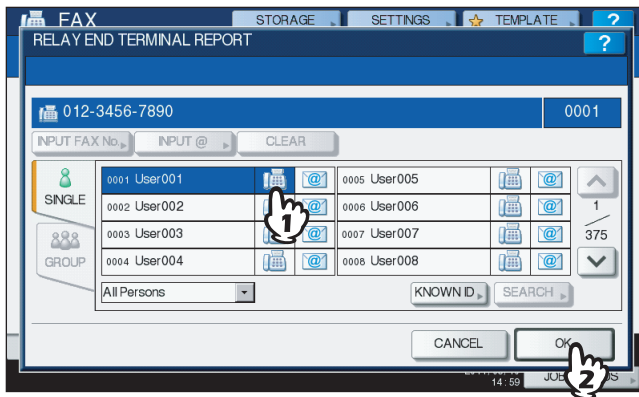 FAX STORAGE SETTINGS TEMPLATE ?
RELAY END TERMINAL REPORT ?
012-3456-7890 0001
INPUT FAX No. INPUT @ CLEAR
SINGLE
GROUP
0001 User001 @ 0005 User005 @
0002 User002 @ 0006 User006 @
0003 User003 @ 0007 User007 @
0004 User004 @ 0008 User008 @
1
1
375
All Persons KNOWN ID SEARCH
CANCEL OK
2
14:59